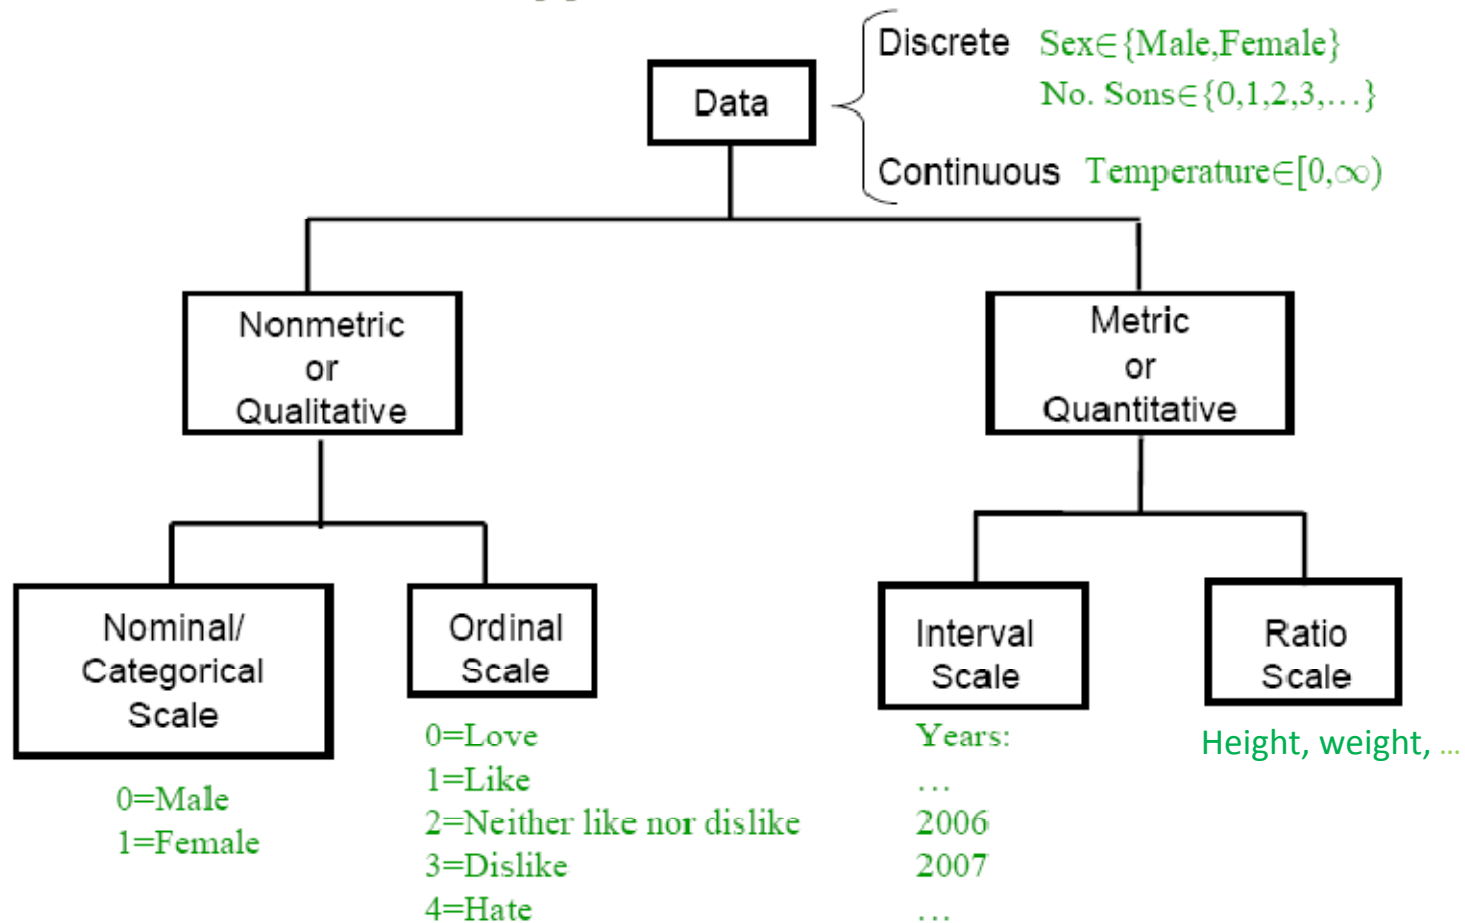 Data
Discrete Sex∈{Male,Female}
No. Sons∈{0,1,2,3,…}
Continuous Temperature∈[0,∞)
Nonmetric
or
Qualitative
Metric
or
Quantitative
Nominal/
Categorical
Scale
0=Male
1=Female
Ordinal
Scale
0=Love
1=Like
2=Neither like nor dislike
3=Dislike
4=Hate
Interval
Scale
Years:
…
2006
2007
…
Ratio
Scale
Height, weight, …